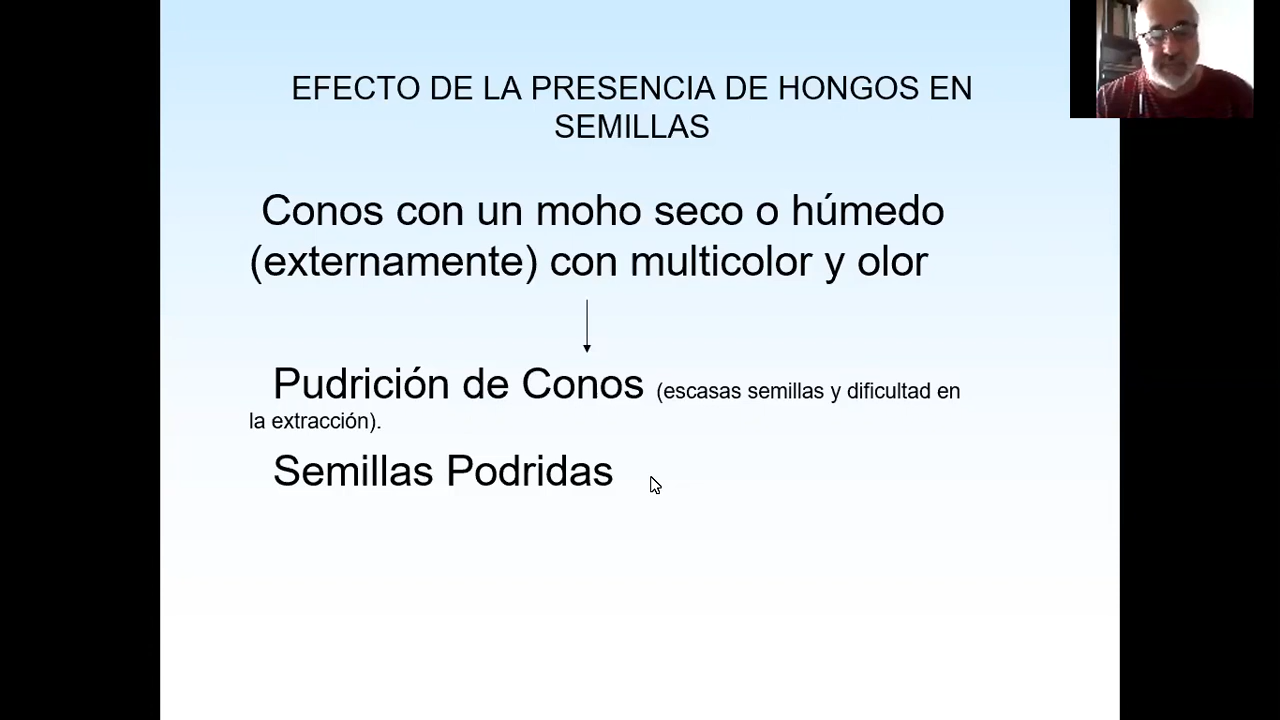 EFECTO DE LA PRESENCIA DE HONGOS EN
SEMILLAS
Conos con un moho seco o húmedo
(externamente) con multicolor y olor
Pudrición de Conos (escasas semillas y dificultad en
la extracción).
Semillas Podridas